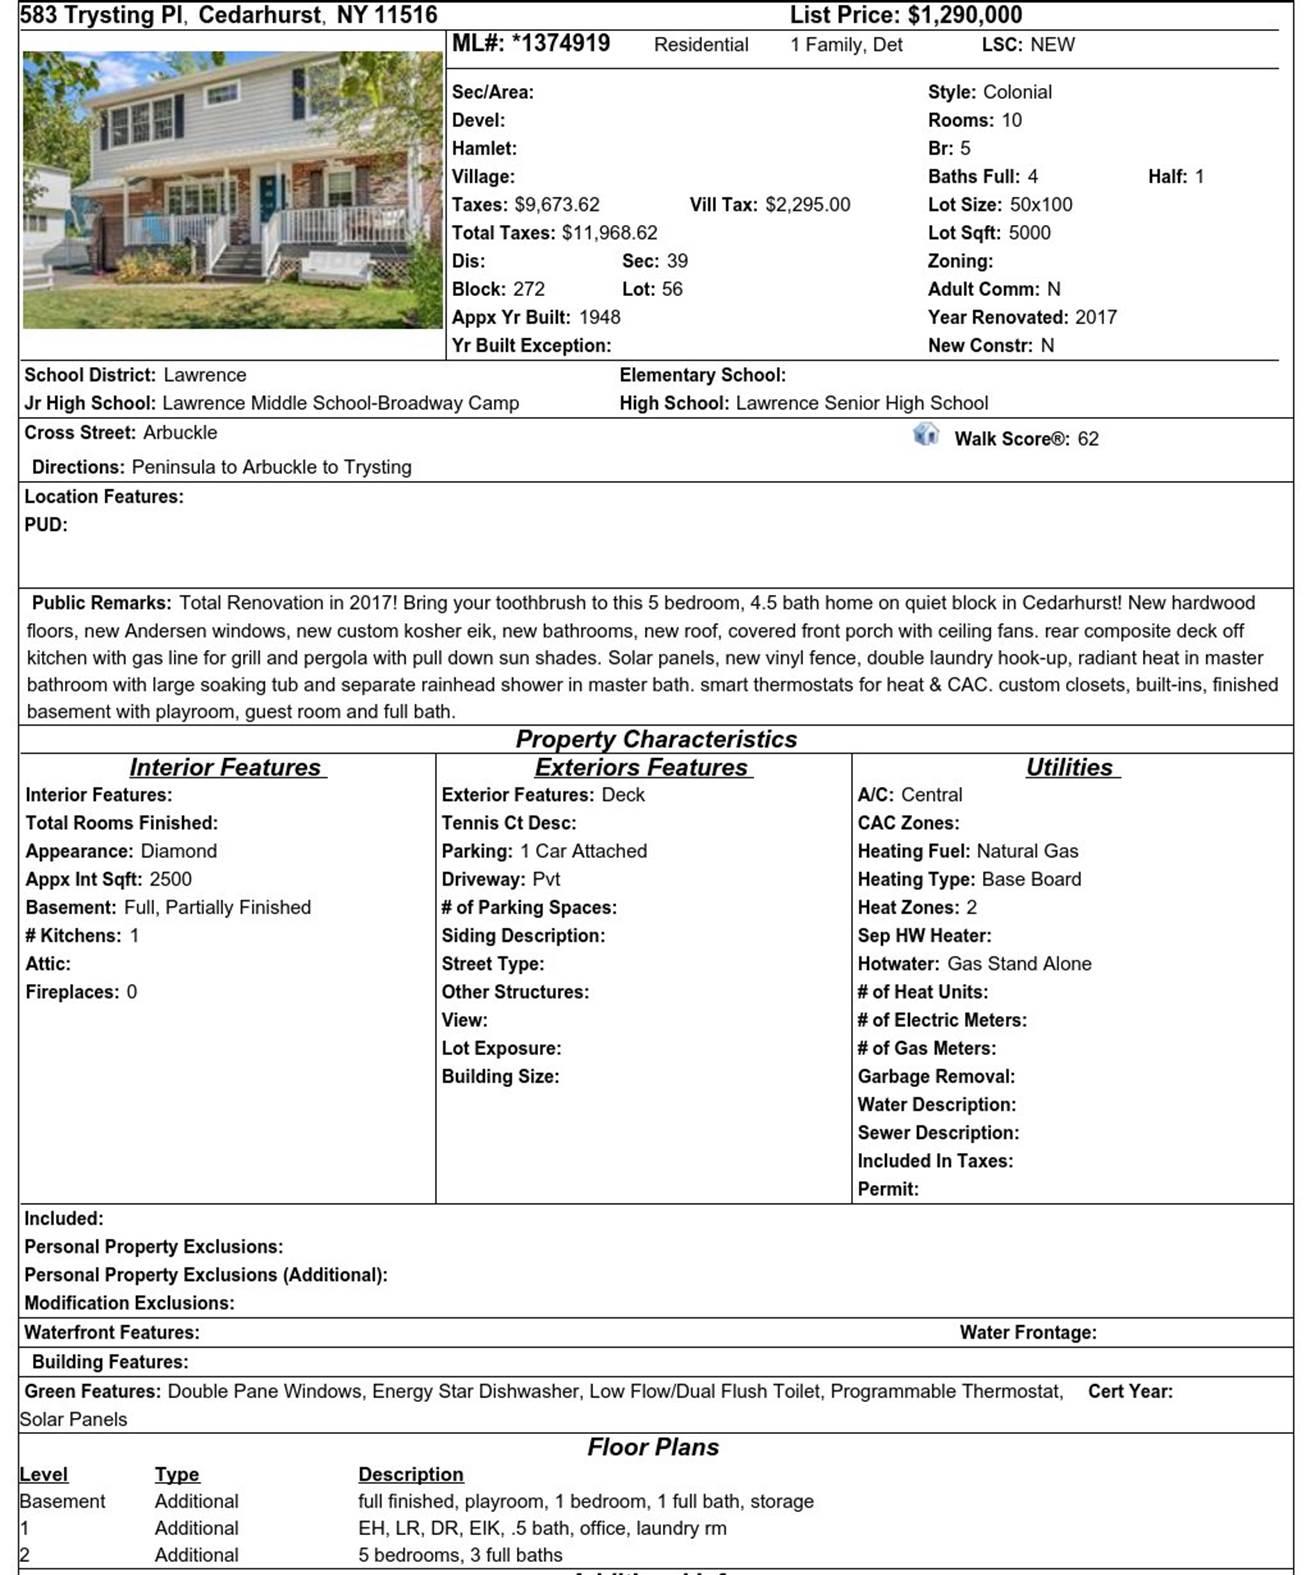 583 Trysting Pl, Cedarhurst, NY 11516 List Price: $1,290,000
ML#: *1374919 Residential 1 Family, Det LSC: NEW
Sec/Area: Style: Colonial
Devel: Rooms: 10
Hamlet: Br: 5
Village: Baths Full: 4 Half: 1
Taxes: $9,673.62 Vill Tax: $2,295.00 Lot Size: 50x100
Total Taxes: $11,968.62 Lot Sqft: 5000
Dis: Sec: 39 Zoning:
Block: 272 Lot: 56 Adult Comm: N
Appx Yr Built: 1948 Year Renovated: 2017
Yr Built Exception: New Constr: N
School District: Lawrence Elementary School:
Jr High School: Lawrence Middle School-Broadway Camp High School: Lawrence Senior High School
Cross Street: Arbuckle Walk Score®: 62
Directions: Peninsula to Arbuckle to Trysting
Location Features:
PUD:
Public Remarks: Total Renovation in 2017! Bring your toothbrush to this 5 bedroom, 4.5 bath home on quiet block in Cedarhurst! New hardwood
floors, new Andersen windows, new custom kosher eik, new bathrooms, new roof, covered front porch with ceiling fans. rear composite deck off
kitchen with gas line for grill and pergola with pull down sun shades. Solar panels, new vinyl fence, double laundry hook-up, radiant heat in master
bathroom with large soaking tub and separate rainhead shower in master bath. smart thermostats for heat & CAC. custom closets, built-ins, finished
basement with playroom, guest room and full bath.
Property Characteristics
Interior Features Exteriors Features Utilities
Interior Features: Exterior Features: Deck A/C: Central
Total Rooms Finished: Tennis Ct Desc: CAC Zones:
Appearance: Diamond Parking: 1 Car Attached Heating Fuel: Natural Gas
Appx Int Sqft: 2500 Driveway: Pvt Heating Type: Base Board
Basement: Full, Partially Finished # of Parking Spaces: Heat Zones: 2
# Kitchens: 1 Siding Description: Sep HW Heater:
Attic: Street Type: Hotwater: Gas Stand Alone
Fireplaces: 0 Other Structures: # of Heat Units:
View: # of Electric Meters:
Lot Exposure: # of Gas Meters:
Building Size: Garbage Removal:
Water Description:
Sewer Description:
Included In Taxes:
Permit:
Included:
Personal Property Exclusions:
Personal Property Exclusions (Additional):
Modification Exclusions:
Waterfront Features: Water Frontage:
Building Features:
Green Features: Double Pane Windows, Energy Star Dishwasher, Low Flow/Dual Flush Toilet, Programmable Thermostat, Cert Year:
Solar Panels
Floor Plans
Level Type Description
Basement Additional full finished, playroom, 1 bedroom, 1 full bath, storage
1 Additional EH, LR, DR, EIK, .5 bath, office, laundry rm
2 Additional 5 bedrooms, 3 full baths